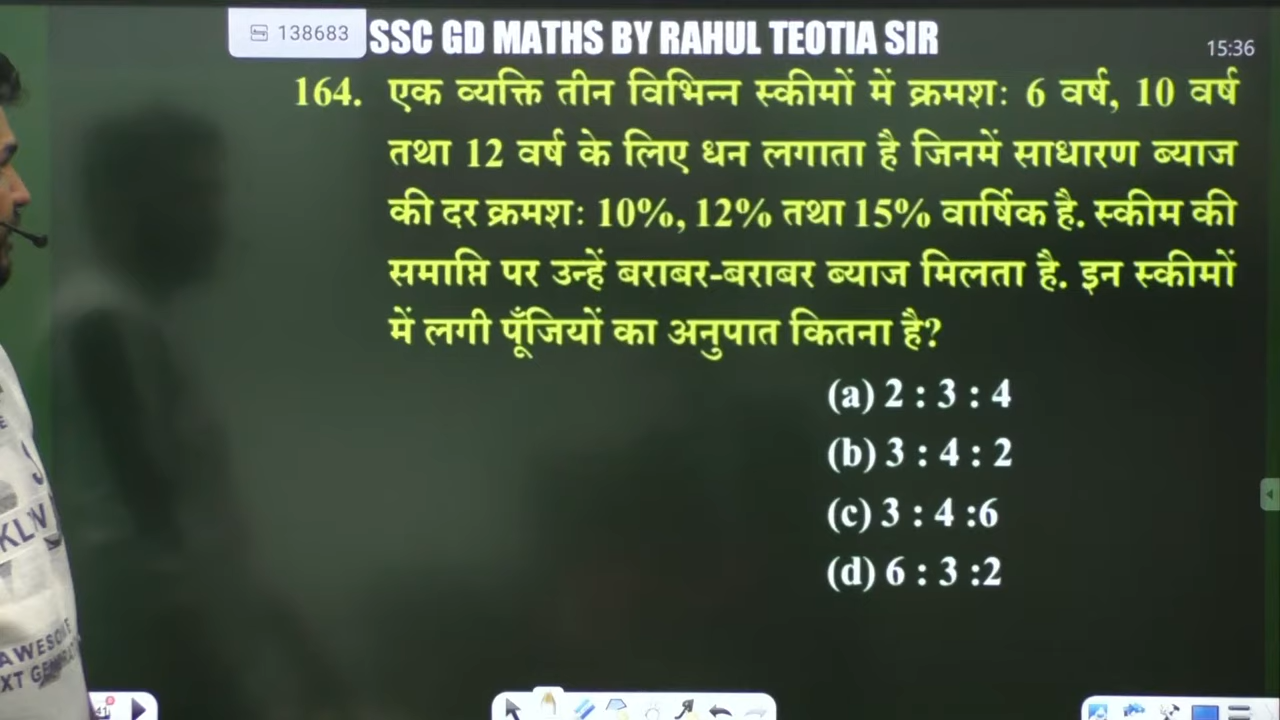 138683
SSC GD MATHS BY RAHUL TEOTIA SIR
15:36
164. एक व्यक्ति तीन विभिन्न स्कीमों में क्रमशः 6 वर्ष, 10 वर्ष
तथा 12 वर्ष के लिए धन लगाता है जिनमें साधारण ब्याज
की दर क्रमशः 10%, 12% तथा 15% वार्षिक है. स्कीम की
समाप्ति पर उन्हें बराबर-बराबर ब्याज मिलता है. इन स्कीमों
में लगी पूँजियों का अनुपात कितना है?
(a) 2 : 3 : 4
(b) 3 : 4 : 2
(c) 3 : 4 :6
(d) 6 : 3 :2
AWESOME